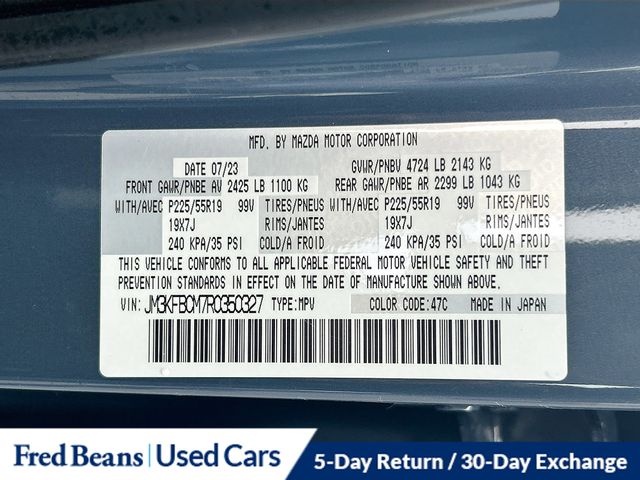 MFD. BY MAZDA MOTOR CORPORATION
DATE 07/23 GVWR/PNBV 4724 LB 2143 KG
FRONT GAWR/PNBE AV 2425 LB 1100 KG REAR GAWR/PNBE AR 2299 LB 1043 KG
WITH/AVEC P225/55R19 99V TIRES/PNEUS WITH/AVEC P225/55R19 99V TIRES/PNEUS
19X7J RIMS/JANTES 19X7J RIMS/JANTES
240 KPA/35 PSI COLD/A FROID 240 KPA/35 PSI COLD/A FROID
THIS VEHICLE CONFORMS TO ALL APPLICABLE FEDERAL MOTOR VEHICLE SAFETY AND THEFT
PREVENTION STANDARDS IN EFFECT ON THE DATE OF MANUFACTURE SHOWN ABOVE.
VIN: JM3KFBCM7R0350327 TYPE:MPV COLOR CODE:47C MADE IN JAPAN
Fred Beans | Used Cars 5-Day Return / 30-Day Exchange